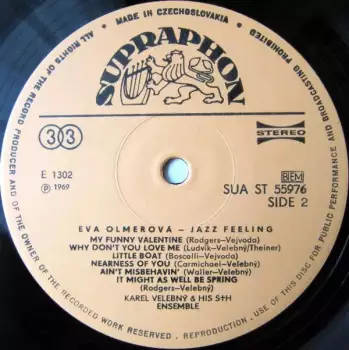 MADE IN CZECHOSLOVAKIA
ALL RIGHTS OF THE RECORD PRODUCER AND OF THE OWNER OF THE RECORDED WORK RESERVED. REPRODUCTION - USE OF THIS DISC FOR PUBLIC PERFORMANCE AND BROADCASTING PROHIBITED
SUPRAPHON
33
STEREO
E 1302
Ⓟ 1969
BIEM
SUA ST 55976
SIDE 2
EVA OLMEROVÁ – JAZZ FEELING
MY FUNNY VALENTINE (Rodgers–Vejvoda)
WHY DON'T YOU LOVE ME (Ludvík–Velebný/Theiner)
LITTLE BOAT (Boscolli–Vejvoda)
NEARNESS OF YOU (Carmichael–Velebný)
AIN'T MISBEHAVIN' (Waller–Velebný)
IT MIGHT AS WELL BE SPRING
(Rodgers–Velebný)
KAREL VELEBNÝ & HIS S+H
ENSEMBLE